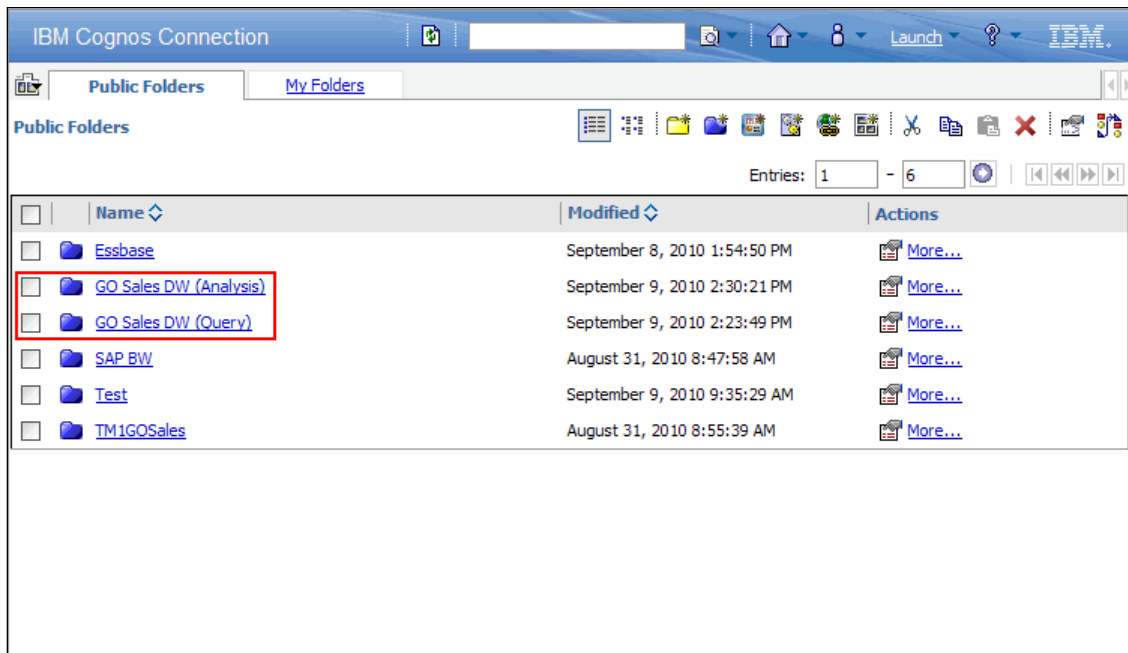 IBM Cognos Connection Launch ? IBM.
Public Folders My Folders
Public Folders
Entries: 1 - 6
Name Modified Actions
Essbase September 8, 2010 1:54:50 PM More...
GO Sales DW (Analysis) September 9, 2010 2:30:21 PM More...
GO Sales DW (Query) September 9, 2010 2:23:49 PM More...
SAP BW August 31, 2010 8:47:58 AM More...
Test September 9, 2010 9:35:29 AM More...
TM1GOSales August 31, 2010 8:55:39 AM More...